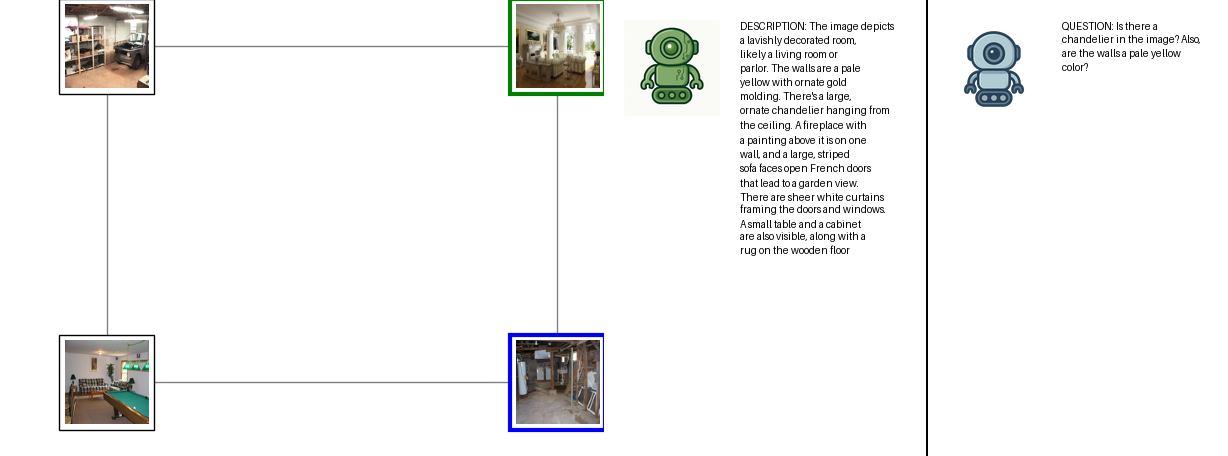 DESCRIPTION: The image depicts
a lavishly decorated room,
likely a living room or
parlor. The walls are a pale
yellow with ornate gold
molding. There's a large,
ornate chandelier hanging from
the ceiling. A fireplace with
a painting above it is on one
wall, and a large, striped
sofa faces open French doors
that lead to a garden view.
There are sheer white curtains
framing the doors and windows.
A small table and a cabinet
are also visible, along with a
rug on the wooden floor
QUESTION: Is there a
chandelier in the image? Also,
are the walls a pale yellow
color?